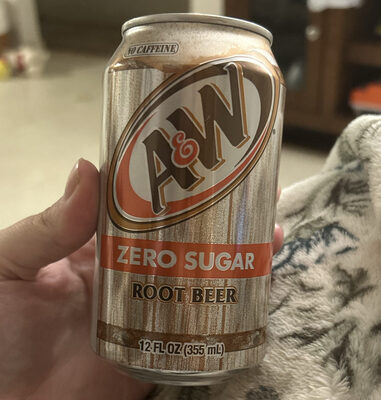 NO CAFFEINE
A&W
ZERO SUGAR
ROOT BEER
12 FL OZ (355 mL)